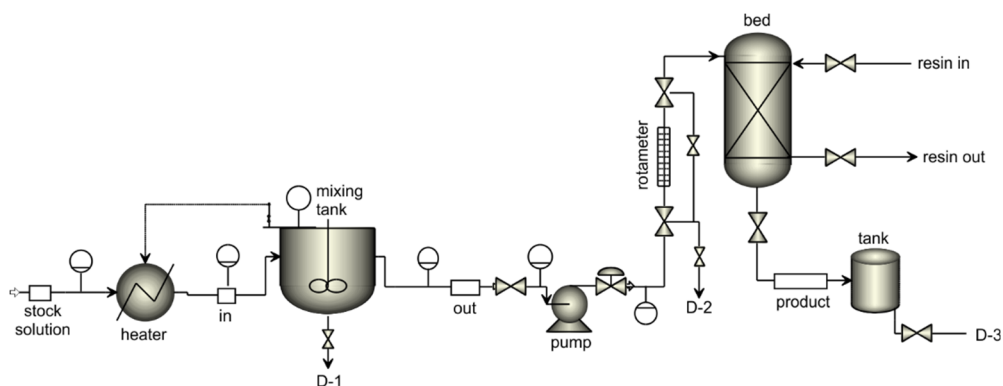 bed
resin in
rotameter
resin out
mixing
tank
tank
stock
solution
heater
in
out
pump
D-2
product
D-3
D-1